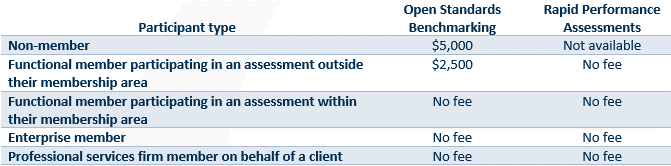 Open Standards Rapid Performance
Participant type Benchmarking Assessments
Non-member $5,000 Not available
Functional member participating in an assessment outside $2,500 No fee
their membership area
Functional member participating in an assessment within No fee No fee
their membership area
Enterprise member No fee No fee
Professional services firm member on behalf of a client No fee No fee